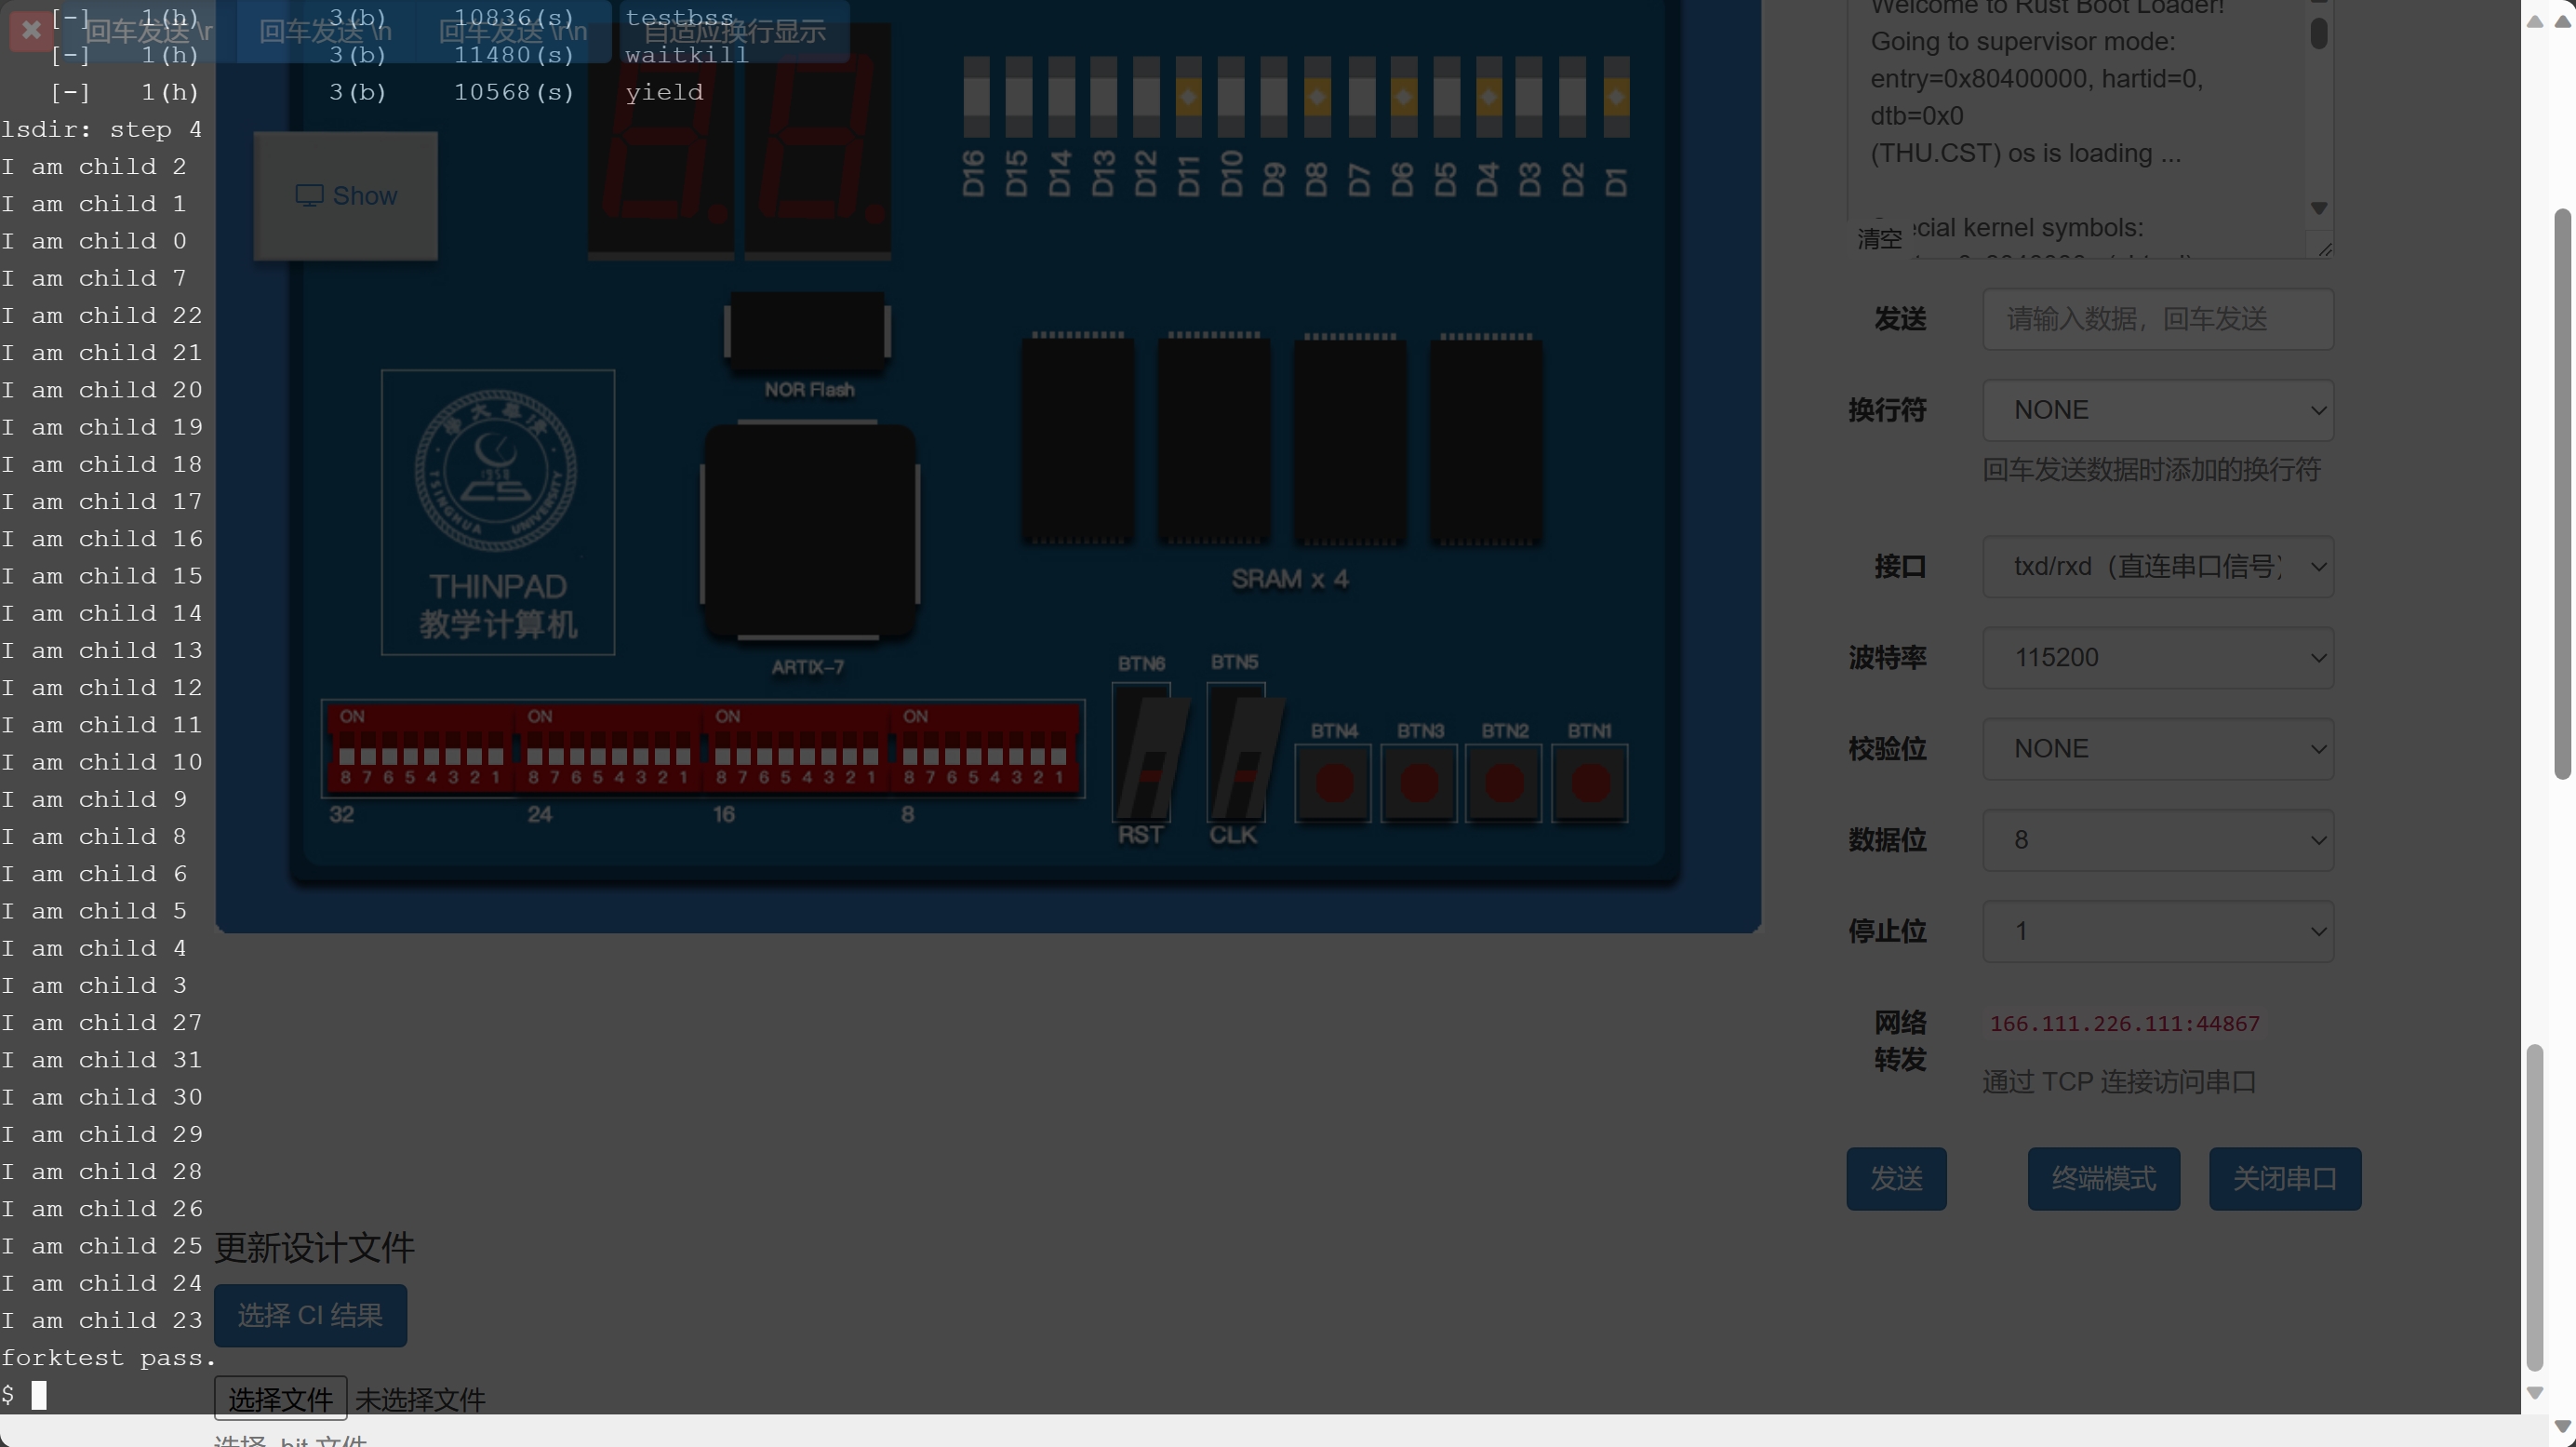 回车发送 \r 回车发送 \n 回车发送 \r\n 自适应换行显示
[-] 1(h) 3(b) 10836(s) testbss
[-] 1(h) 3(b) 11480(s) waitkill
[-] 1(h) 3(b) 10568(s) yield
lsdir: step 4
I am child 2
I am child 1
I am child 0
I am child 7
I am child 22
I am child 21
I am child 20
I am child 19
I am child 18
I am child 17
I am child 16
I am child 15
I am child 14
I am child 13
I am child 12
I am child 11
I am child 10
I am child 9
I am child 8
I am child 6
I am child 5
I am child 4
I am child 3
I am child 27
I am child 31
I am child 30
I am child 29
I am child 28
I am child 26
I am child 25
I am child 24
I am child 23
forktest pass.
$
Show
D16 D15 D14 D13 D12 D11 D10 D9 D8 D7 D6 D5 D4 D3 D2 D1
NOR Flash
1958
TSINGHUA UNIVERSITY
THINPAD
教学计算机
ARTIX-7
SRAM x 4
BTN6 BTN5
BTN4 BTN3 BTN2 BTN1
ON ON ON ON
8 7 6 5 4 3 2 1 8 7 6 5 4 3 2 1 8 7 6 5 4 3 2 1 8 7 6 5 4 3 2 1
32 24 16 8
RST CLK
更新设计文件
选择 CI 结果
选择文件 未选择文件
选择 .bit 文件
Welcome to Rust Boot Loader!
Going to supervisor mode:
entry=0x80400000, hartid=0,
dtb=0x0
(THU.CST) os is loading ...
清空 cial kernel symbols:
发送 请输入数据，回车发送
换行符 NONE
回车发送数据时添加的换行符
接口 txd/rxd（直连串口信号）
波特率 115200
校验位 NONE
数据位 8
停止位 1
网络
转发
166.111.226.111:44867
通过 TCP 连接访问串口
发送 终端模式 关闭串口